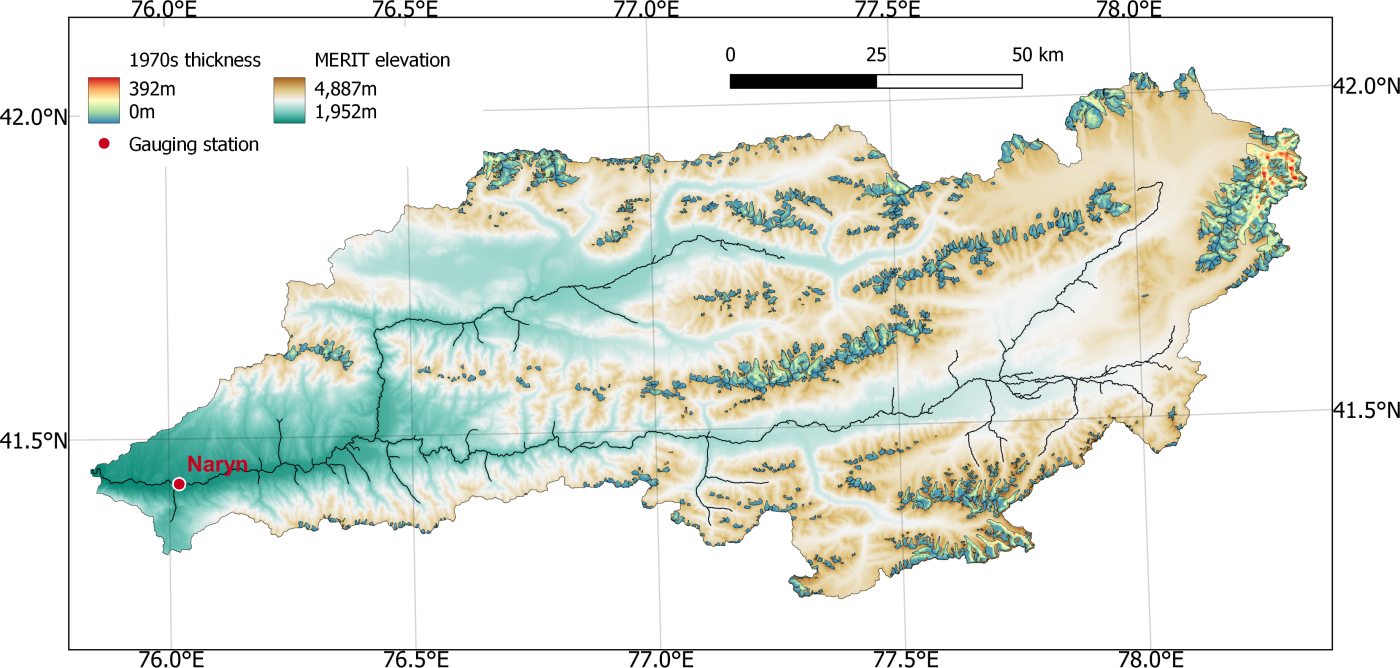 76.0°E 76.5°E 77.0°E 77.5°E 78.0°E
1970s thickness MERIT elevation 0 25 50 km
392m 4,887m
0m 1,952m
42.0°N 42.0°N
Gauging station
41.5°N 41.5°N
Naryn
76.0°E 76.5°E 77.0°E 77.5°E 78.0°E